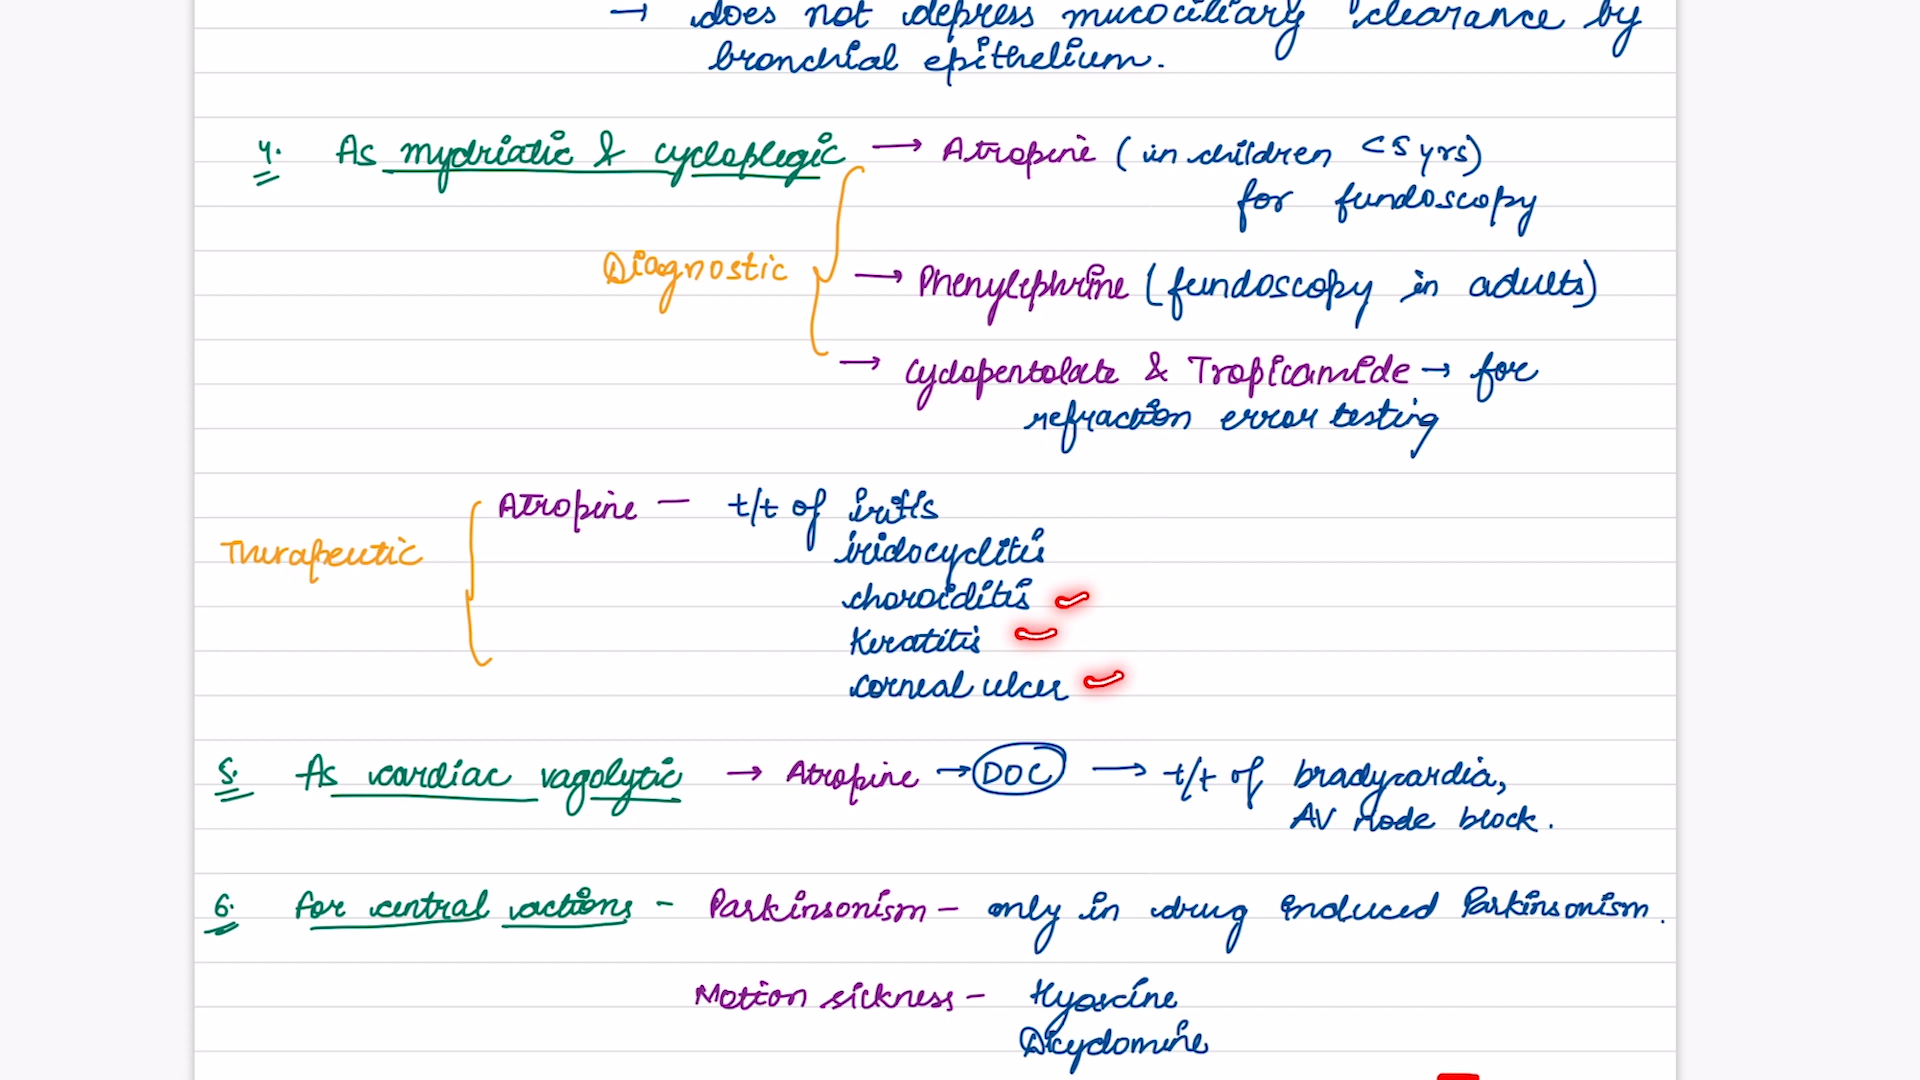 → does not depress mucociliary clearance by
bronchial epithelium.
4. As mydriatic & cycloplegic → Atropine (in children <5 yrs)
for fundoscopy
Diagnostic
→ Phenylephrine (fundoscopy in adults)
→ Cyclopentolate & Tropicamide → for
refraction error testing
Therapeutic
Atropine — t/t of iritis
iridocyclitis
choroiditis
Keratitis
corneal ulcer
5. As cardiac vagolytic → Atropine → DOC → t/t of bradycardia,
AV node block.
6. for central actions - Parkinsonism - only in drug induced Parkinsonism.
Motion sickness - Hyoscine
Dicyclomine